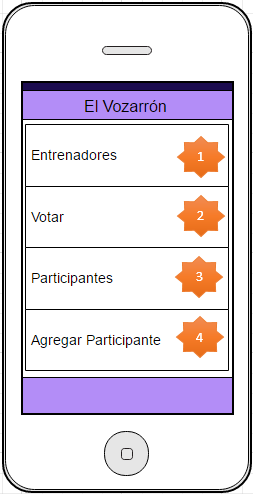 El Vozarrón
Entrenadores 1
Votar 2
Participantes 3
Agregar Participante 4